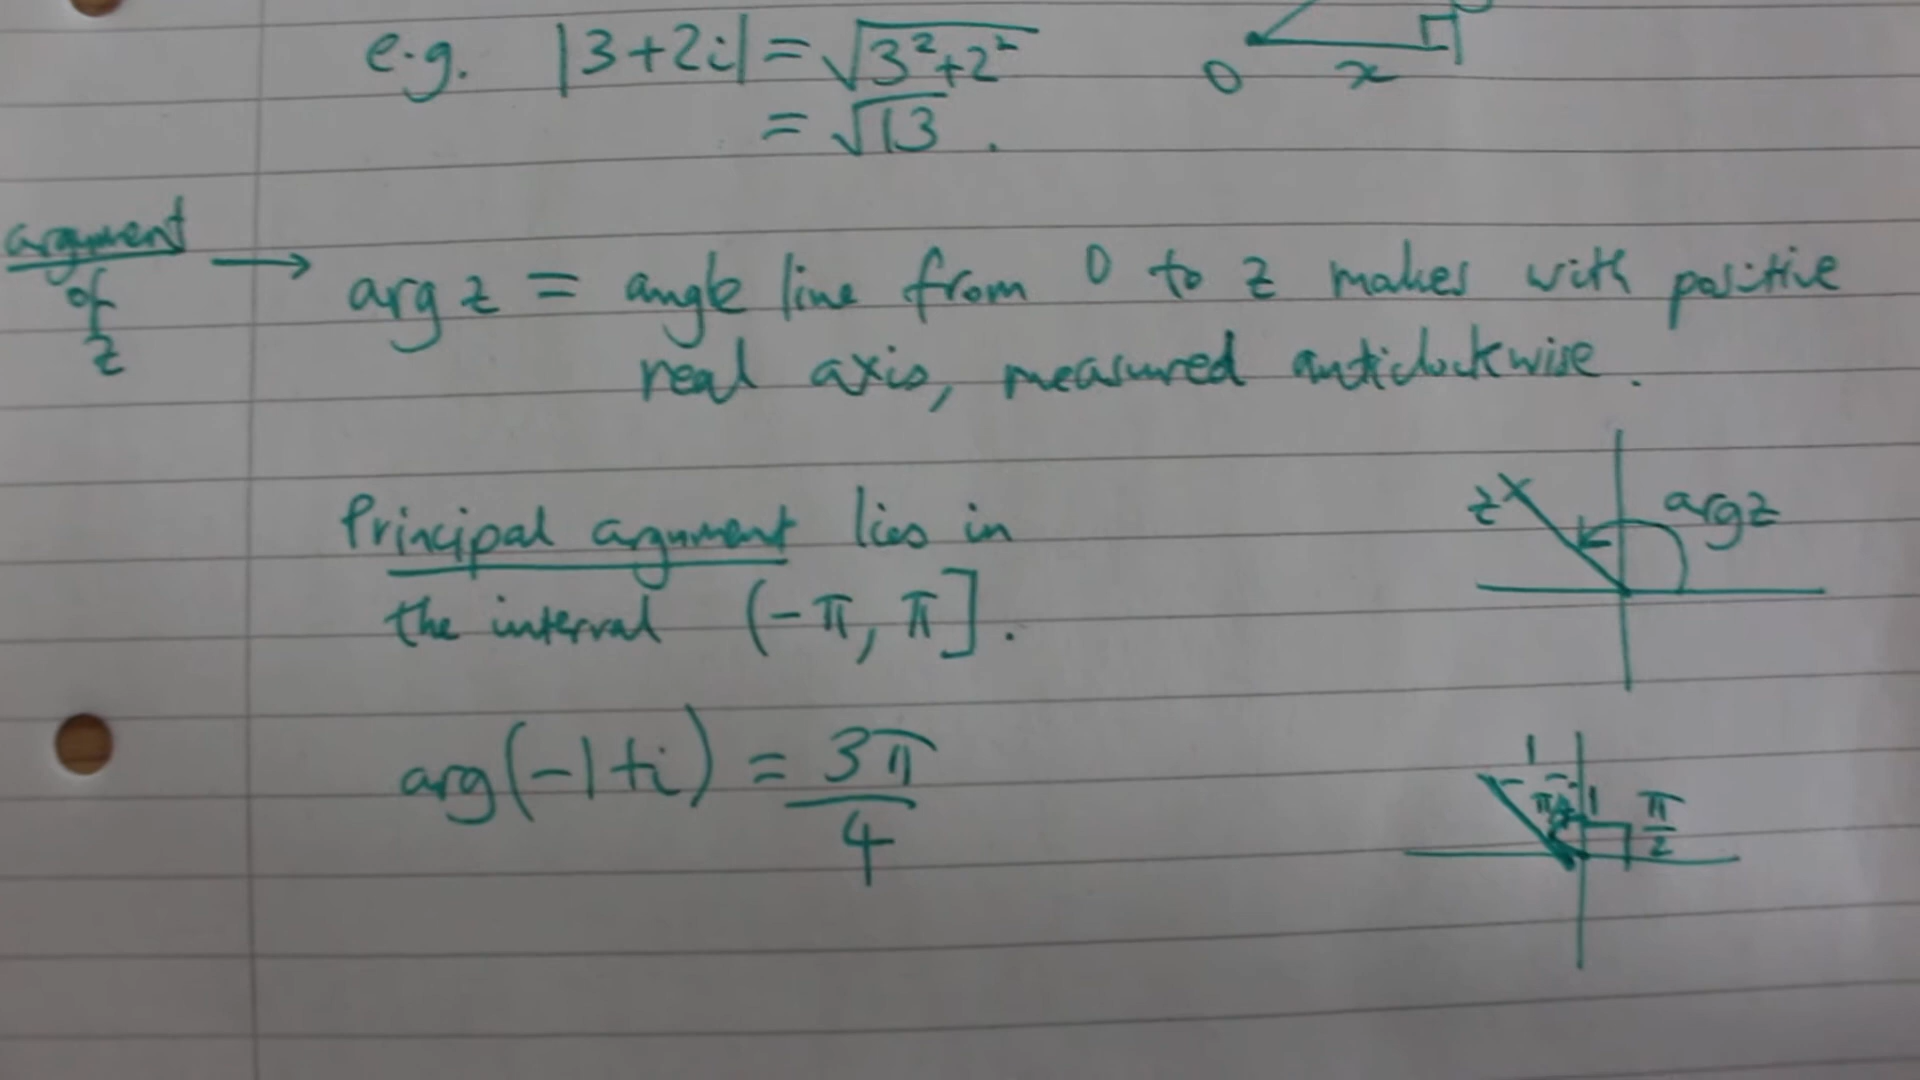 e.g. |3+2i| = √3²+2²
= √13.
0 x
argument of z → arg z = angle line from 0 to z makes with positive
real axis, measured anticlockwise.
Principal argument lies in
the interval (-π, π].
z arg z
arg(-1+i) = 3π/4
1
π/4 1 π/2